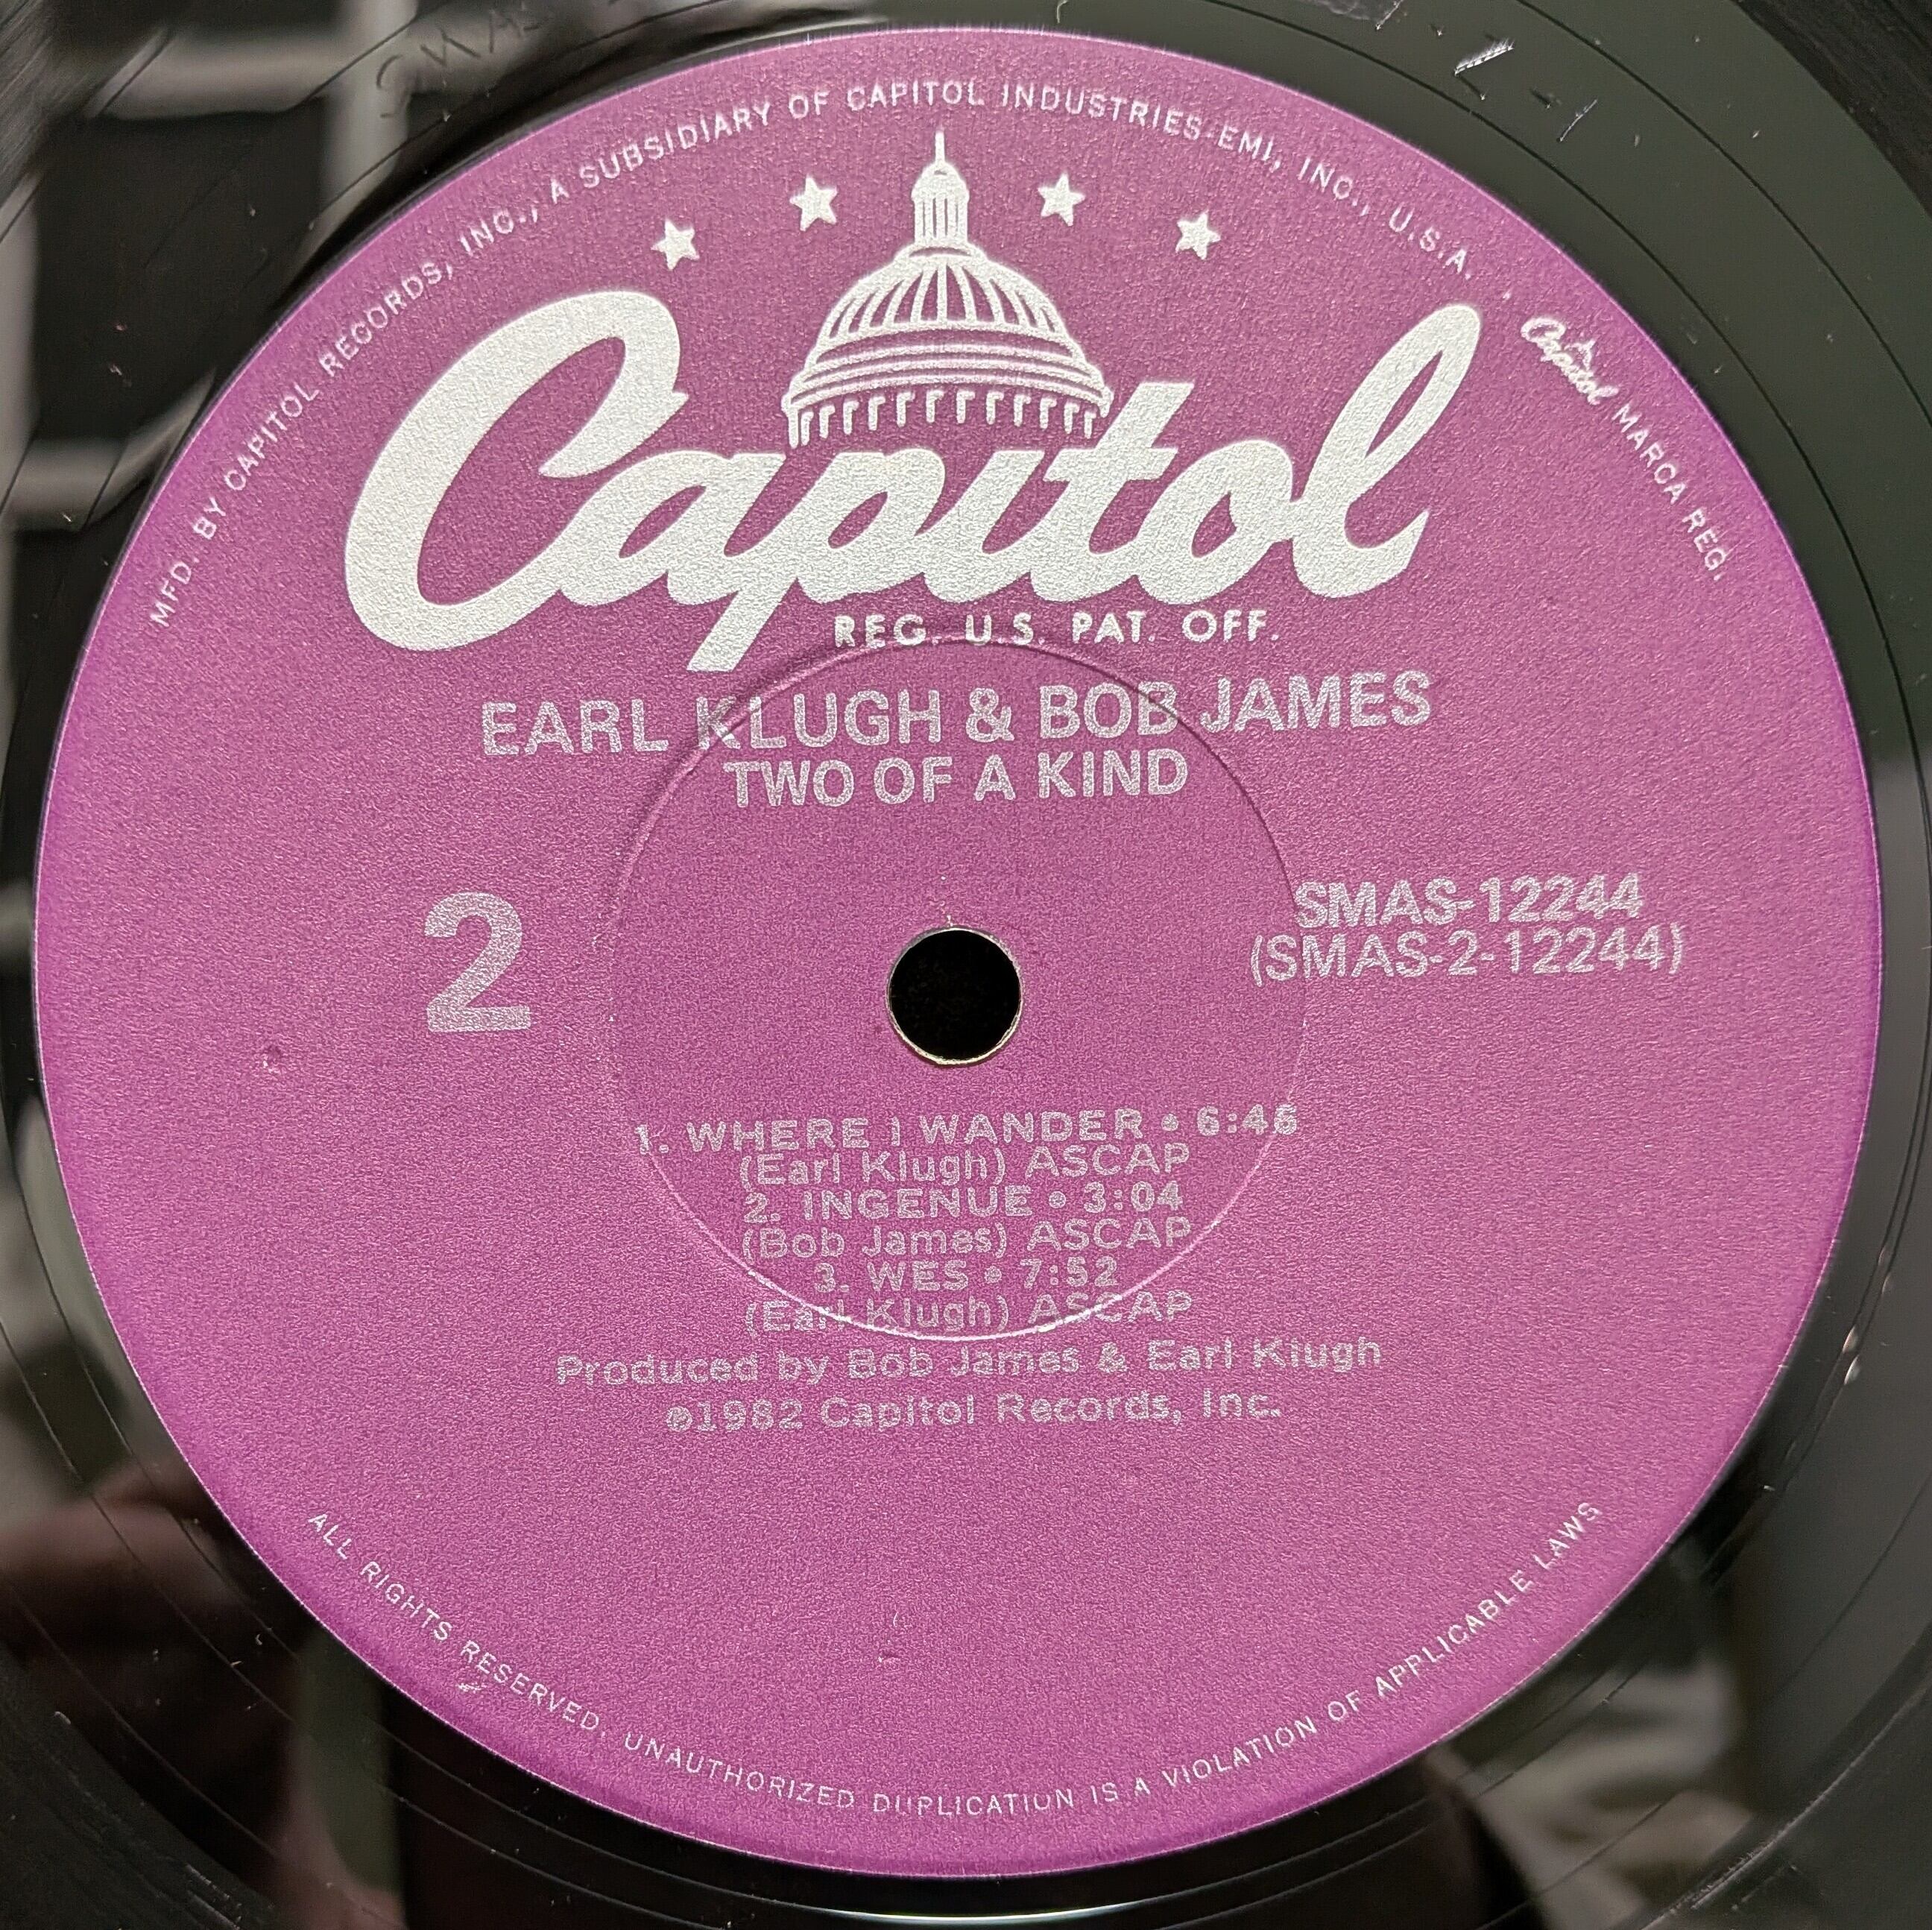 MFD. BY CAPITOL RECORDS, INC., A SUBSIDIARY OF CAPITOL INDUSTRIES-EMI, INC., U.S.A.
Capitol MARCA REG.
Capitol
REG. U.S. PAT. OFF.
EARL KLUGH & BOB JAMES
TWO OF A KIND
2
SMAS-12244
(SMAS-2-12244)
1. WHERE I WANDER • 6:46
(Earl Klugh) ASCAP
2. INGENUE • 3:04
(Bob James) ASCAP
3. WES • 7:52
(Earl Klugh) ASCAP
Produced by Bob James & Earl Klugh
℗1982 Capitol Records, Inc.
ALL RIGHTS RESERVED. UNAUTHORIZED DUPLICATION IS A VIOLATION OF APPLICABLE LAWS